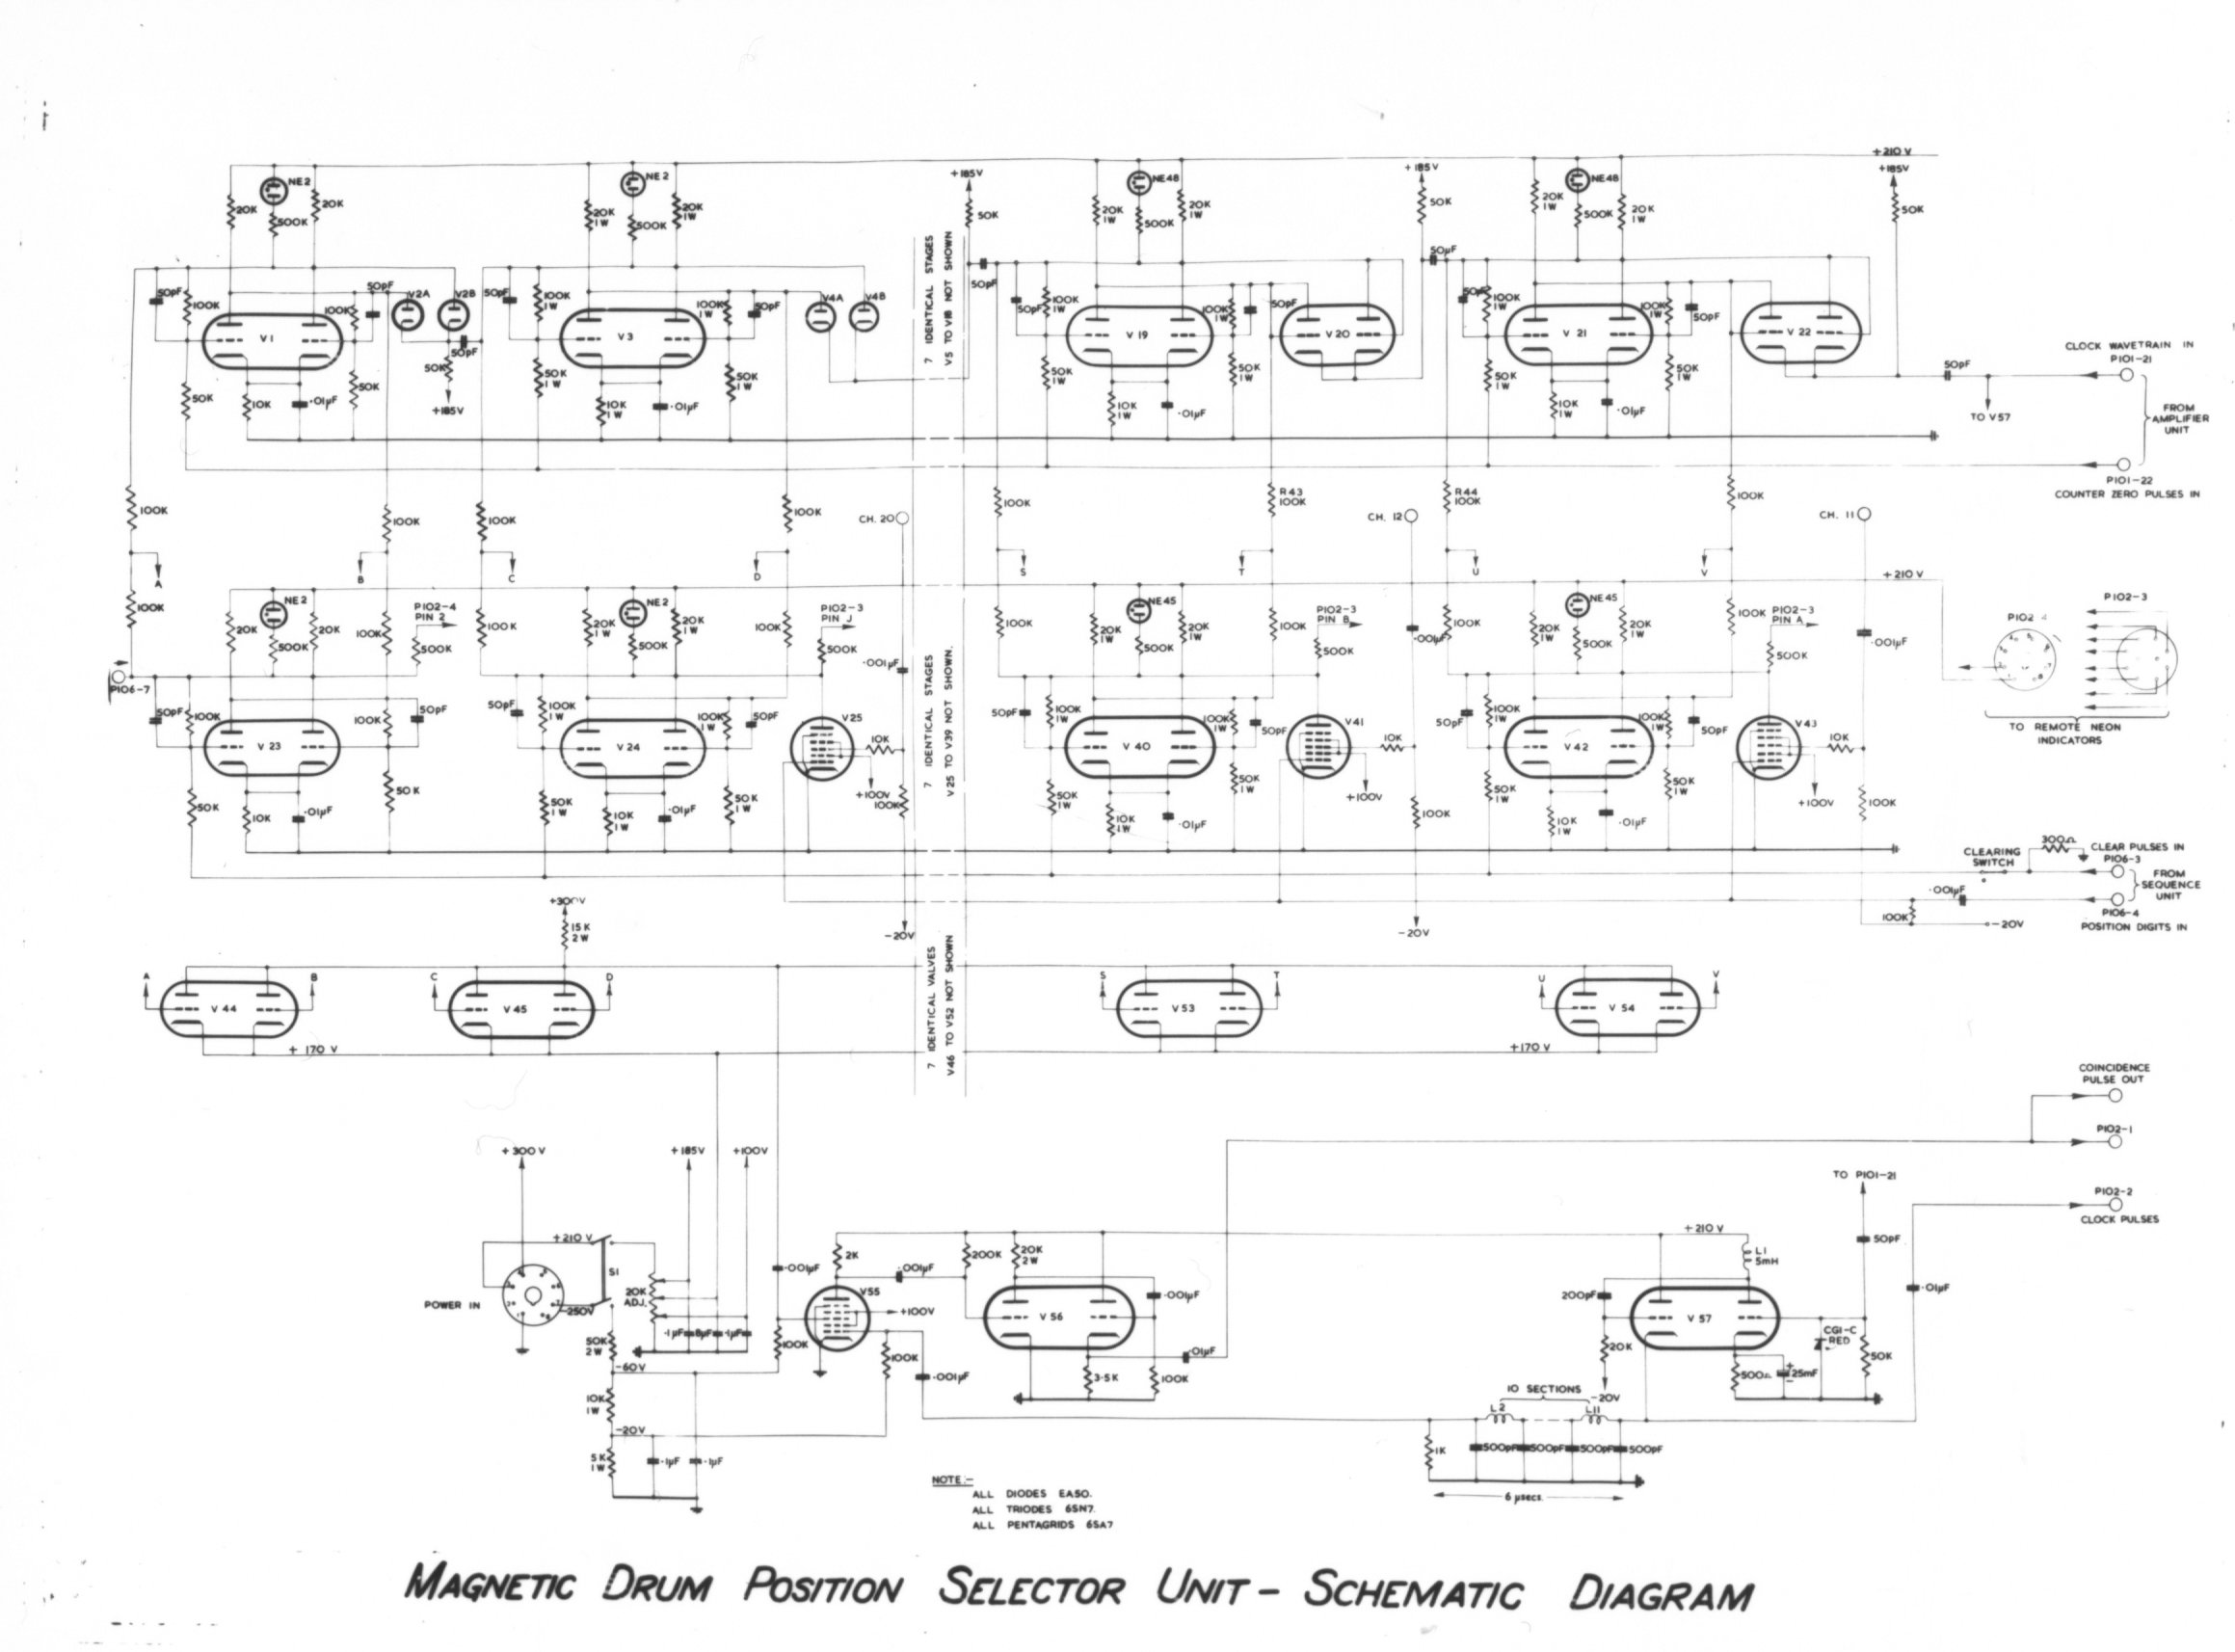 +210 V
+185V
+185V
+185V
NE2
NE2
NE48
NE48
20K
500K
20K
20K
1W
500K
20K
1W
50K
20K
1W
500K
20K
1W
50K
20K
1W
500K
20K
1W
50K
7 IDENTICAL STAGES
V5 TO V18 NOT SHOWN
50pF
100K
100K
50pF
V2A
V2B
50pF
100K
1W
100K
1W
50pF
V4A
V4B
50pF
50pF
100K
1W
100K
1W
50pF
50µF
50pF
100K
1W
100K
1W
50pF
V1
V3
V19
V20
V21
V22
50pF
50K
+185V
50K
10K
·01µF
50K
50K
1W
10K
1W
·01µF
50K
1W
50K
1W
10K
1W
·01µF
50K
1W
50K
1W
10K
1W
·01µF
50K
1W
50pF
TO V57
CLOCK WAVETRAIN IN
P101-21
FROM
AMPLIFIER
UNIT
P101-22
COUNTER ZERO PULSES IN
100K
100K
100K
100K
CH. 20
100K
R43
100K
CH. 12
R44
100K
100K
CH. 11
A
B
C
D
S
T
U
V
+210 V
100K
NE2
20K
500K
20K
100K
P102-4
PIN 2
500K
100K
NE2
20K
1W
500K
20K
1W
100K
P102-3
PIN J
500K
·001µF
7 IDENTICAL STAGES
V25 TO V39 NOT SHOWN.
100K
NE45
20K
1W
500K
20K
1W
100K
P102-3
PIN B
500K
·001µF
100K
NE45
20K
1W
500K
20K
1W
100K
P102-3
PIN A
500K
·001µF
P102 4
P102-3
TO REMOTE NEON
INDICATORS
P106-7
50pF
100K
100K
50pF
50pF
100K
1W
100K
1W
50pF
V25
10K
50pF
100K
1W
100K
1W
50pF
V41
10K
50pF
100K
1W
100K
1W
50pF
V43
10K
V23
V24
V40
V42
50K
10K
·01µF
50K
50K
1W
10K
1W
·01µF
50K
1W
+100V
100K
50K
1W
10K
1W
·01µF
50K
1W
+100V
100K
50K
1W
10K
1W
·01µF
50K
1W
+100V
100K
CLEARING
SWITCH
300Ω
CLEAR PULSES IN
P106-3
FROM
SEQUENCE
UNIT
P106-4
POSITION DIGITS IN
·001µF
100K
-20V
+300V
15K
2W
-20V
-20V
7 IDENTICAL VALVES
V46 TO V52 NOT SHOWN
A
V44
B
C
V45
D
S
V53
T
U
V54
V
+ 170 V
+170 V
COINCIDENCE
PULSE OUT
P102-1
+300 V
+185V
+100V
TO P101-21
P102-2
CLOCK PULSES
+210 V
S1
POWER IN
-250V
20K
ADJ.
·1µF
8µF
·1µF
50K
2W
-60V
10K
1W
-20V
5K
1W
·1µF
·1µF
·001µF
2K
·001µF
200K
20K
2W
V55
+100V
100K
100K
·001µF
V56
·001µF
·01µF
3·5K
100K
+210 V
L1
5mH
50pF
·01µF
200pF
V57
20K
-20V
CG1-C
RED
500Ω
25mF
50K
10 SECTIONS
L2
L11
1K
500pF
500pF
500pF
500pF
6 µsecs.
NOTE:-
ALL DIODES EA50.
ALL TRIODES 6SN7.
ALL PENTAGRIDS 6SA7
MAGNETIC DRUM POSITION SELECTOR UNIT - SCHEMATIC DIAGRAM